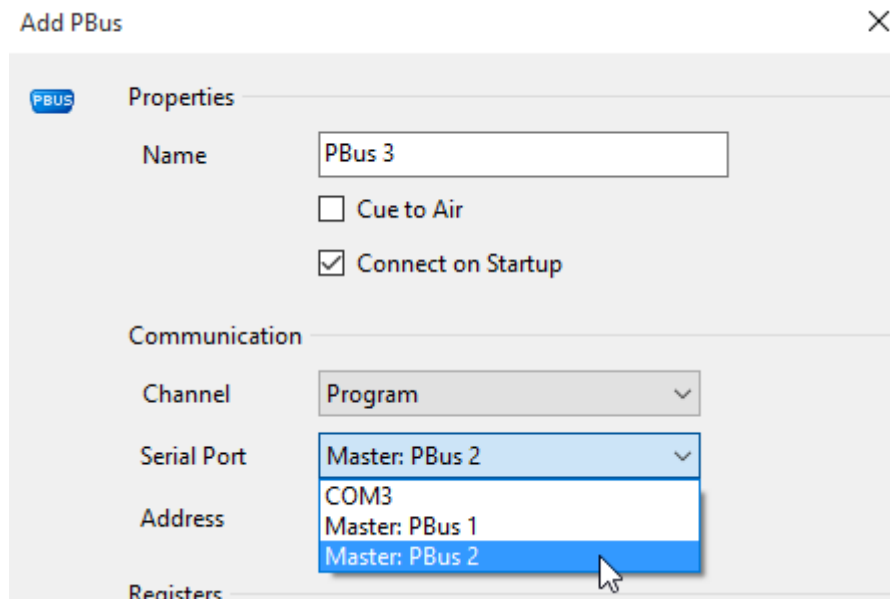 Add PBus
PBUS
Properties
Name
PBus 3
Cue to Air
Connect on Startup
Communication
Channel
Program
Serial Port
Master: PBus 2
COM3
Master: PBus 1
Master: PBus 2
Address
Registers